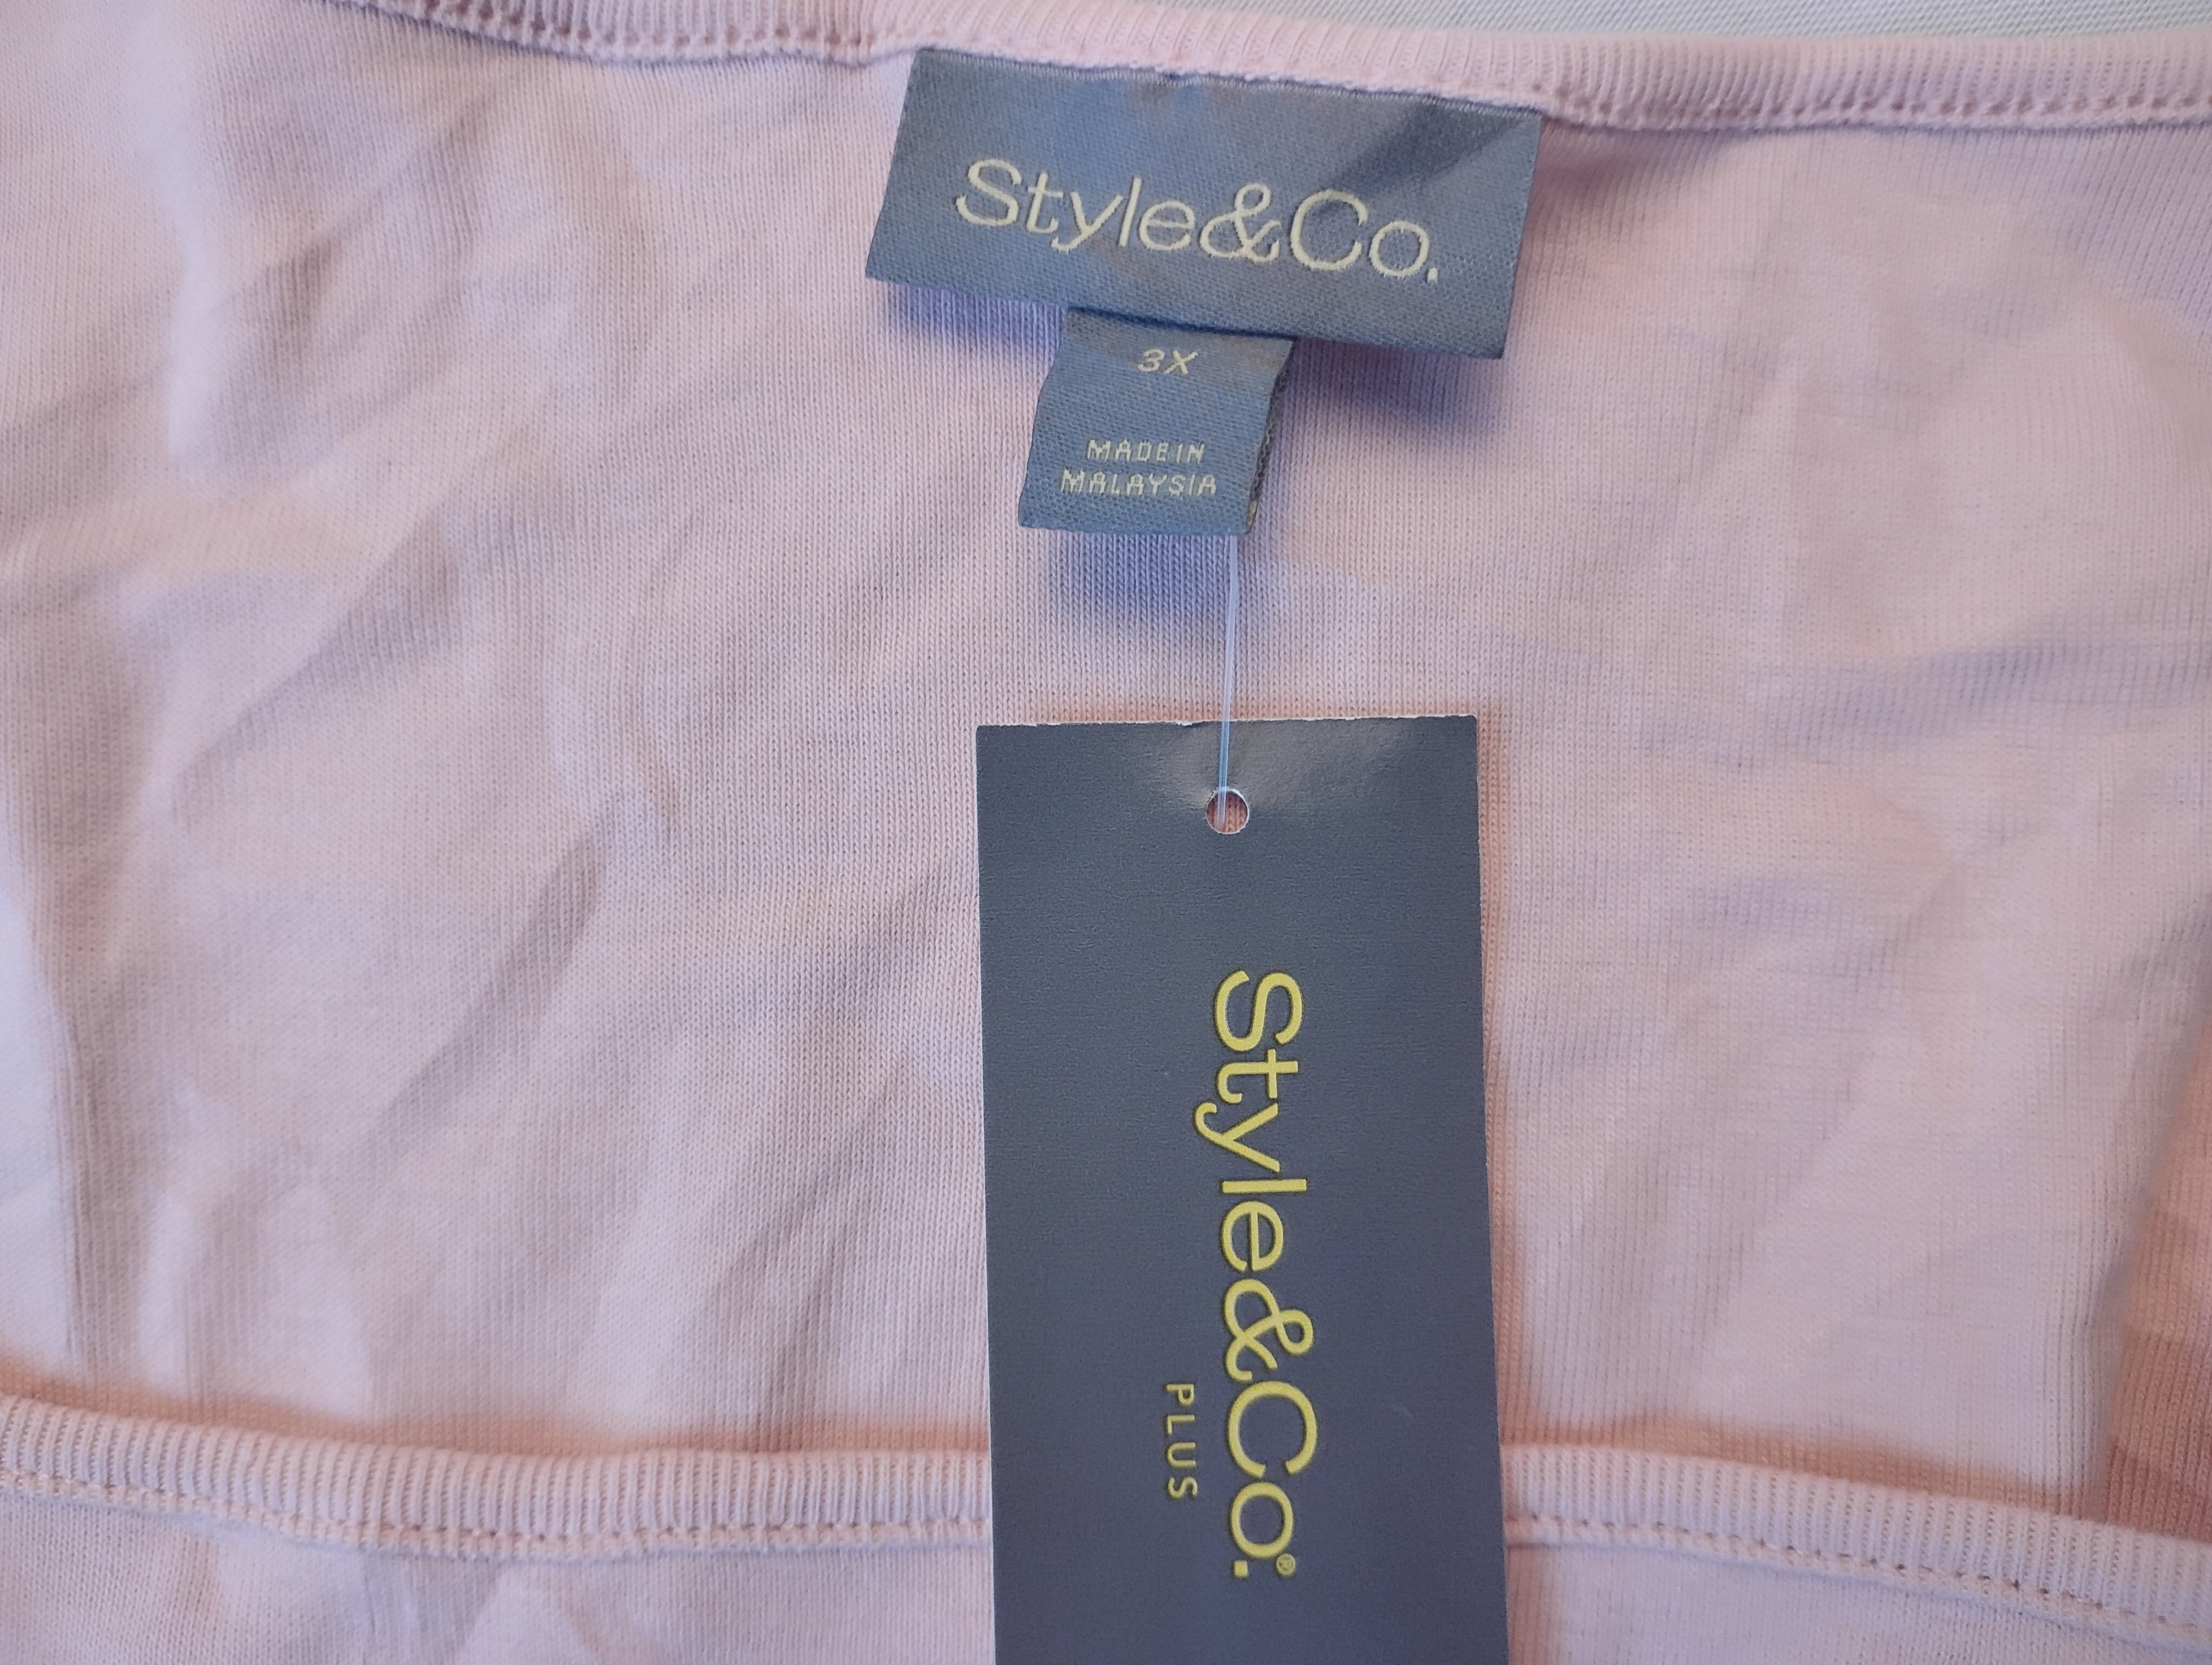 Style&Co.
3X
MADE IN
MALAYSIA
Style&Co.®
PLUS